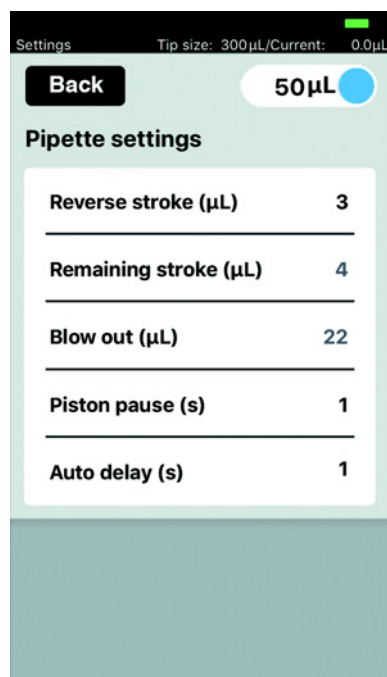 Settings Tip size: 300µL/Current: 0.0µL
Back 50µL
Pipette settings
Reverse stroke (µL) 3
Remaining stroke (µL) 4
Blow out (µL) 22
Piston pause (s) 1
Auto delay (s) 1